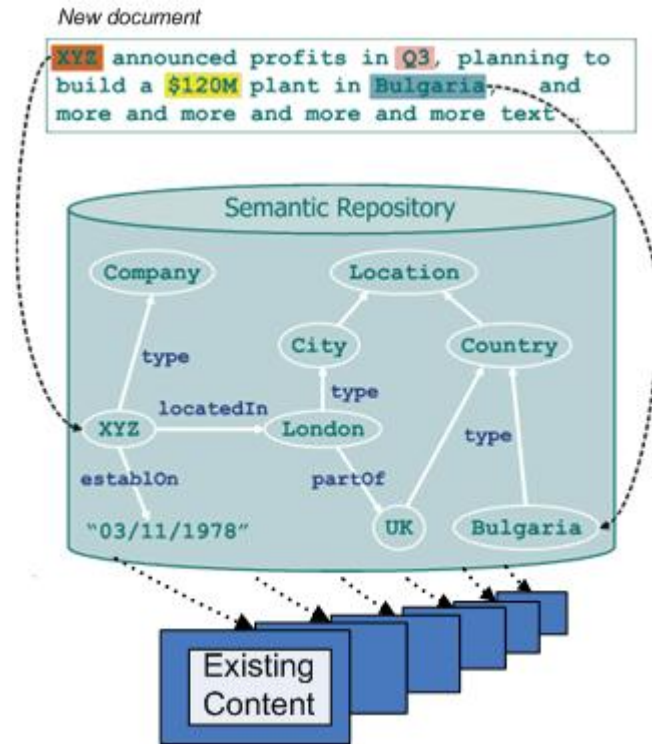 New document
XYZ announced profits in Q3, planning to
build a $120M plant in Bulgaria, and
more and more and more and more text
Semantic Repository
Company
Location
City
Country
type
type
locatedIn
type
XYZ
London
establOn
partOf
"03/11/1978"
UK
Bulgaria
Existing
Content